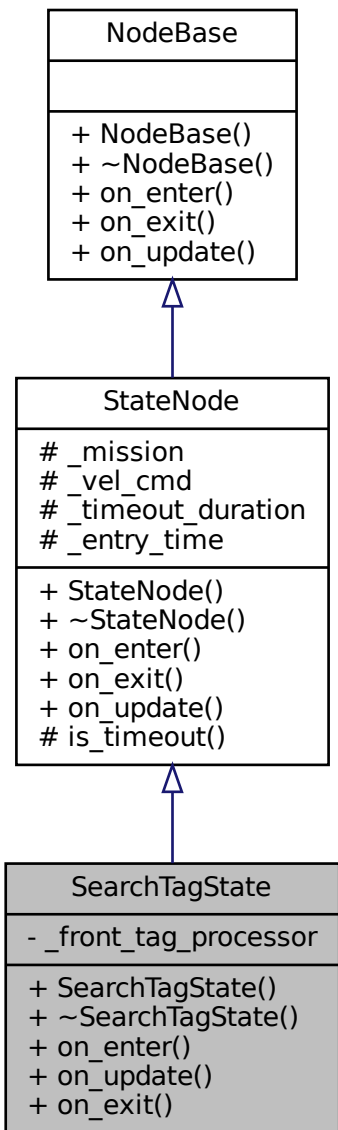 NodeBase
+ NodeBase()
+ ~NodeBase()
+ on_enter()
+ on_exit()
+ on_update()
StateNode
# _mission
# _vel_cmd
# _timeout_duration
# _entry_time
+ StateNode()
+ ~StateNode()
+ on_enter()
+ on_exit()
+ on_update()
# is_timeout()
SearchTagState
- _front_tag_processor
+ SearchTagState()
+ ~SearchTagState()
+ on_enter()
+ on_update()
+ on_exit()